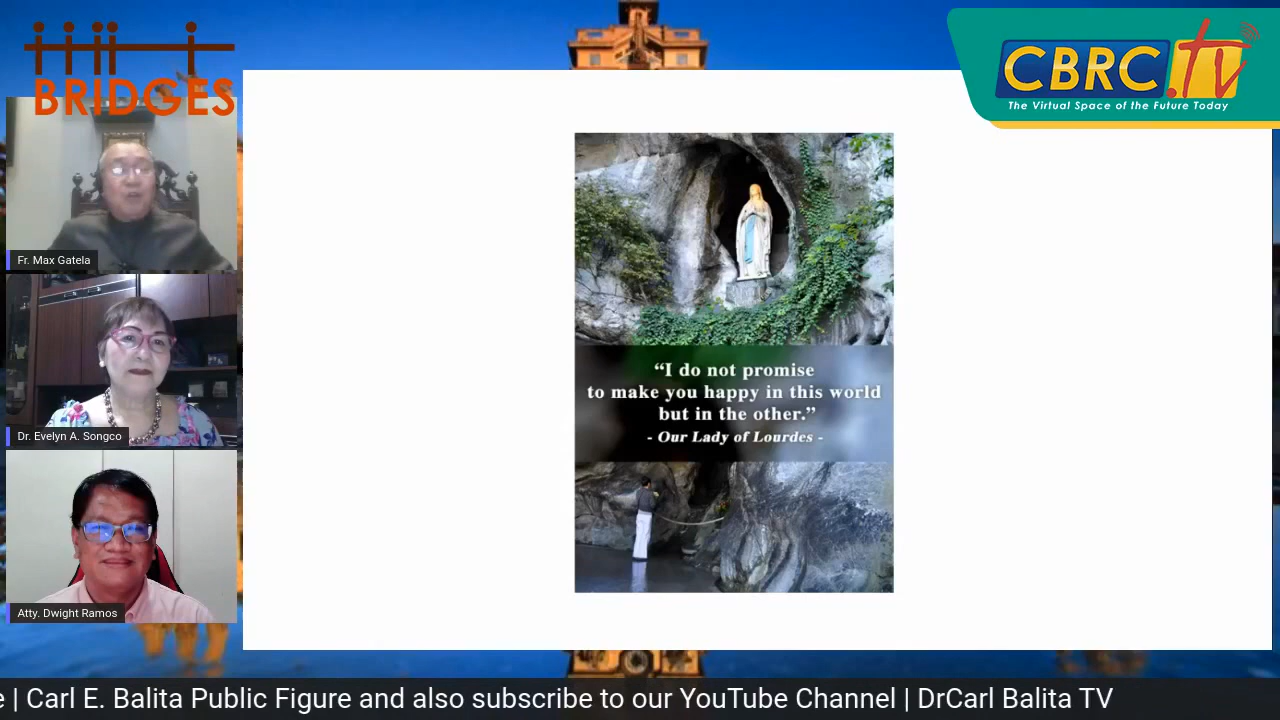 BRIDGES
CBRC.tv
The Virtual Space of the Future Today
Fr. Max Gatela
Dr. Evelyn A. Songco
Atty. Dwight Ramos
“I do not promise
to make you happy in this world
but in the other.”
- Our Lady of Lourdes -
e | Carl E. Balita Public Figure and also subscribe to our YouTube Channel | DrCarl Balita TV